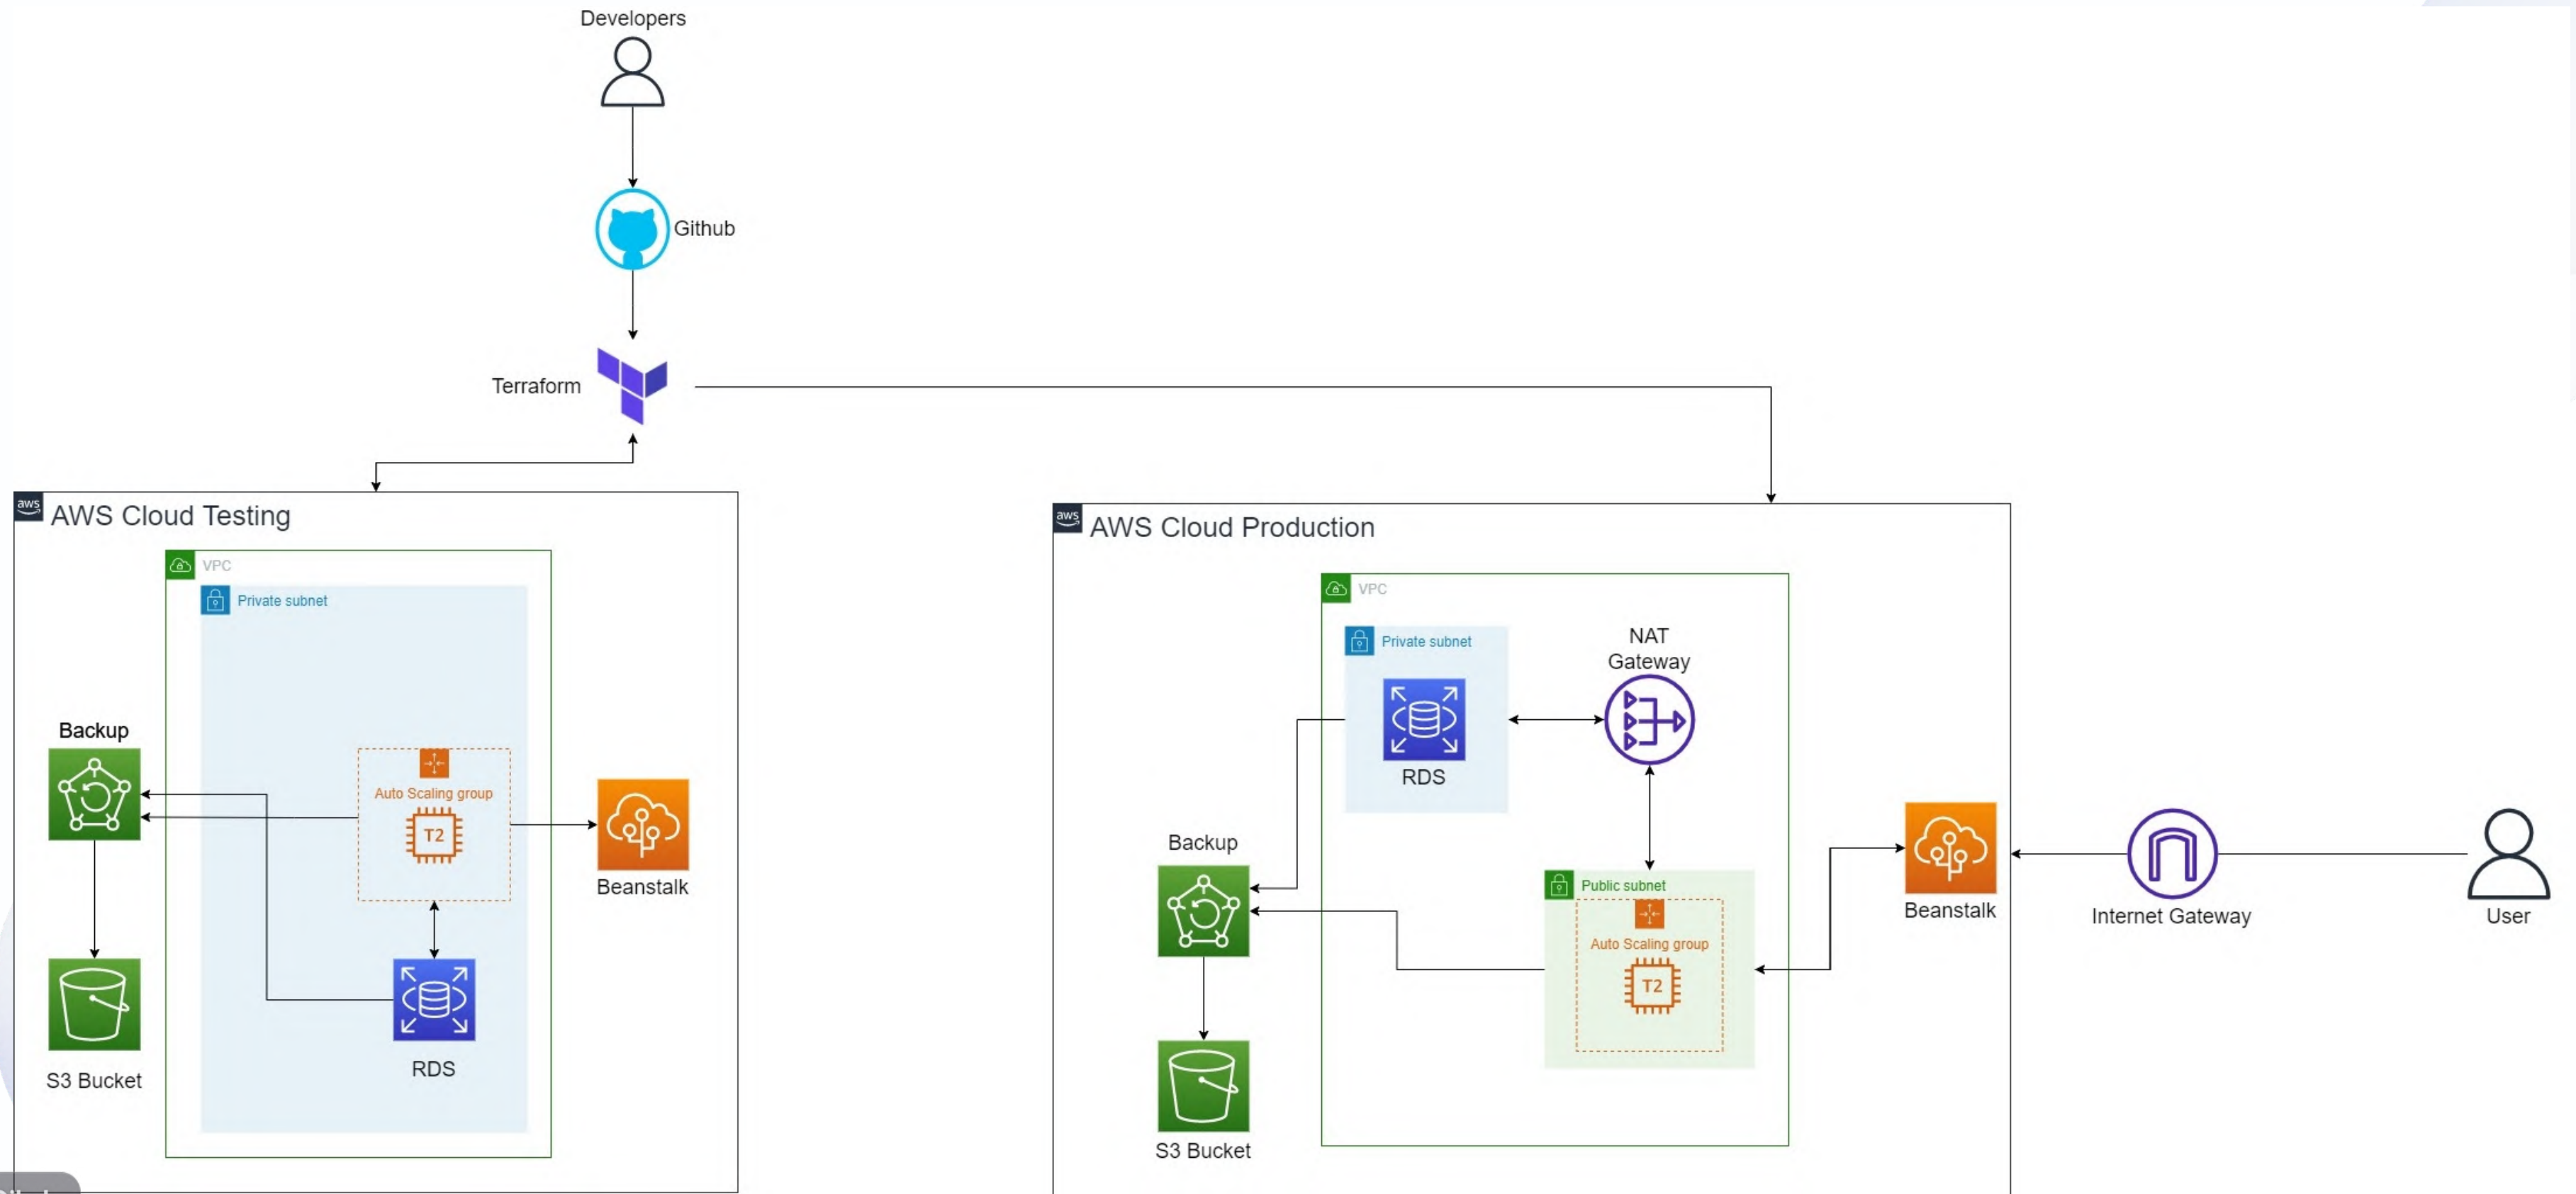 Developers
Github
Terraform
aws
AWS Cloud Testing
VPC
Private subnet
Backup
Auto Scaling group
T2
Beanstalk
RDS
S3 Bucket
aws
AWS Cloud Production
VPC
Private subnet
RDS
NAT
Gateway
Backup
Public subnet
Auto Scaling group
T2
S3 Bucket
Beanstalk
Internet Gateway
User